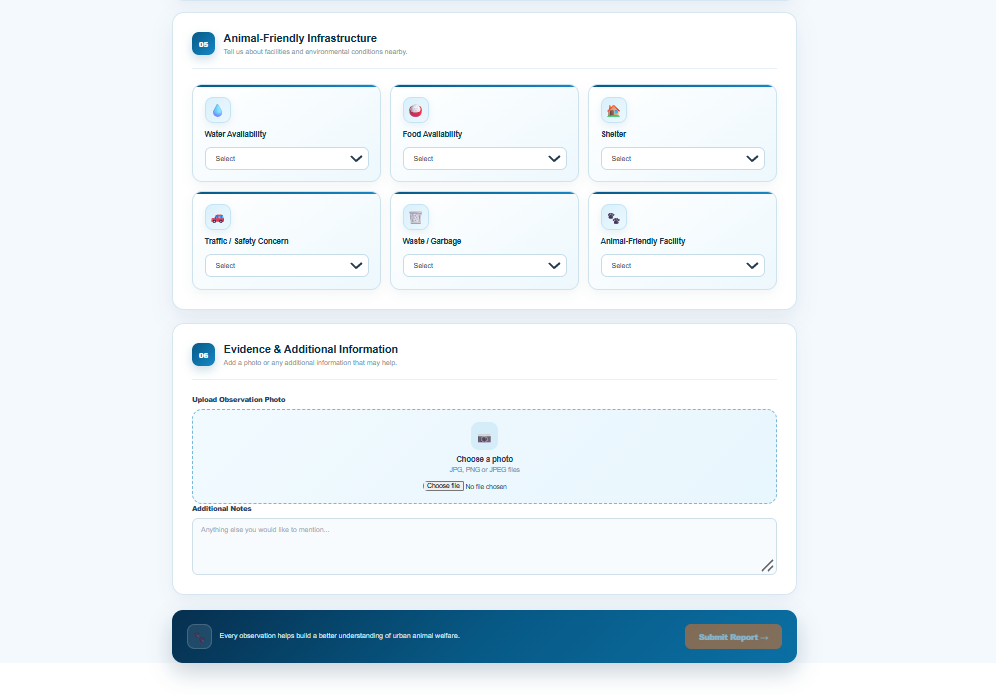 05
Animal-Friendly Infrastructure
Tell us about facilities and environmental conditions nearby.
Water Availability
Select
Food Availability
Select
Shelter
Select
Traffic / Safety Concern
Select
Waste / Garbage
Select
Animal-Friendly Facility
Select
06
Evidence & Additional Information
Add a photo or any additional information that may help.
Upload Observation Photo
Choose a photo
JPG, PNG or JPEG files
Choose file No file chosen
Additional Notes
Anything else you would like to mention...
Every observation helps build a better understanding of urban animal welfare.
Submit Report →